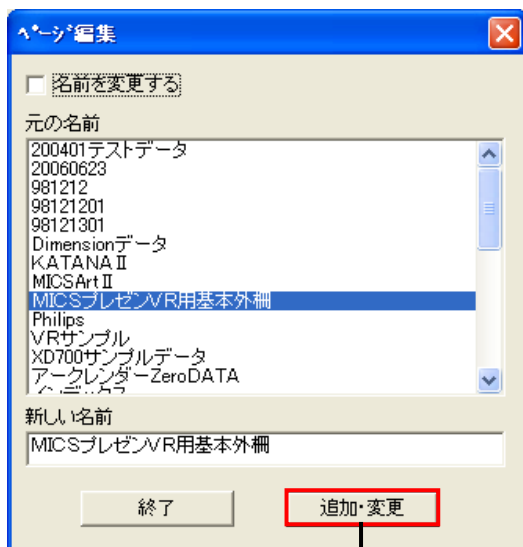 ページ編集
名前を変更する
元の名前
200401テストデータ
20060623
981212
98121201
98121301
Dimensionデータ
KATANAⅡ
MICSArtⅡ
MICSプレゼンVR用基本外柵
Philips
VRサンプル
XD700サンプルデータ
アークレンダーZeroDATA
新しい名前
MICSプレゼンVR用基本外柵
終了
追加・変更